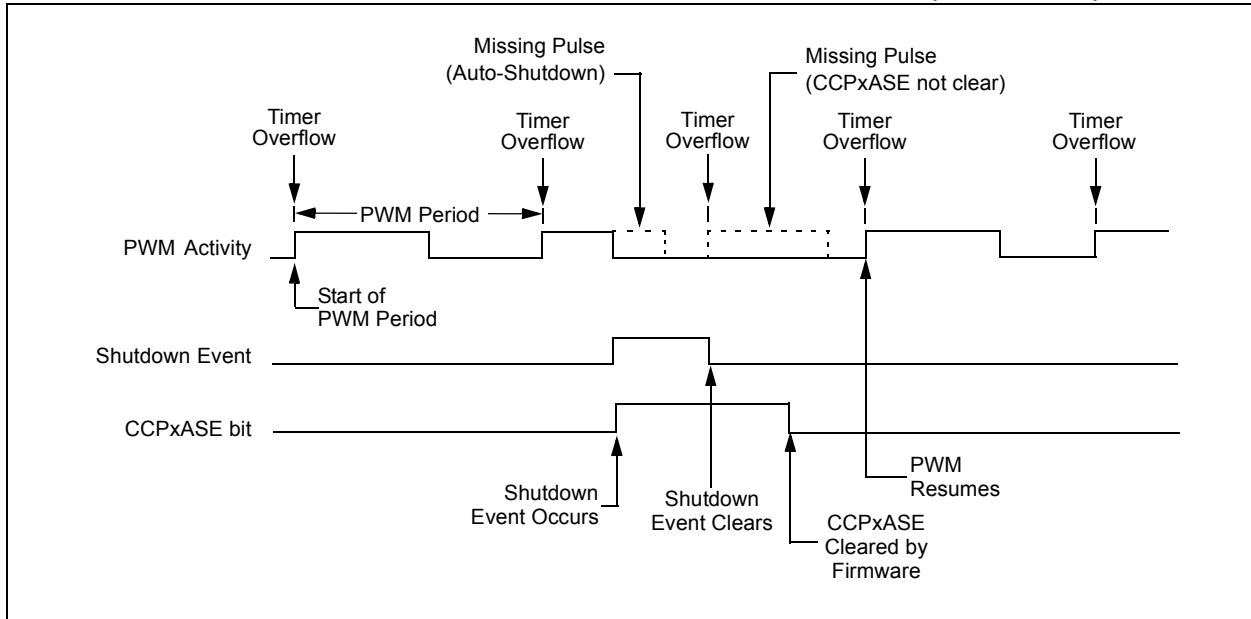 Missing Pulse
(Auto-Shutdown)
Missing Pulse
(CCPxASE not clear)
Timer
Overflow
Timer
Overflow
Timer
Overflow
Timer
Overflow
Timer
Overflow
PWM Period
PWM Activity
Start of
PWM Period
Shutdown Event
CCPxASE bit
Shutdown
Event Occurs
Shutdown
Event Clears
CCPxASE
Cleared by
Firmware
PWM
Resumes